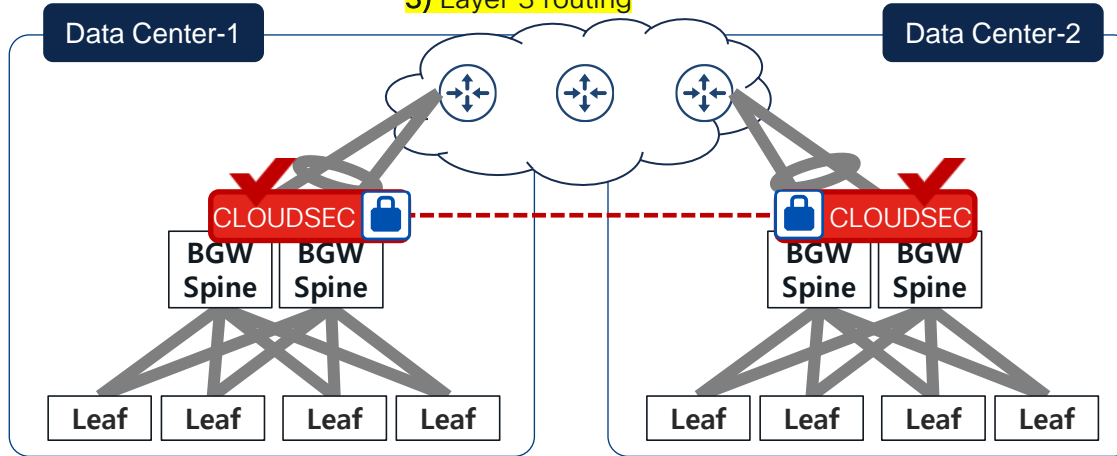 3) Layer 3 routing
Data Center-1
Data Center-2
CLOUDSEC
CLOUDSEC
BGW Spine
BGW Spine
BGW Spine
BGW Spine
Leaf
Leaf
Leaf
Leaf
Leaf
Leaf
Leaf
Leaf